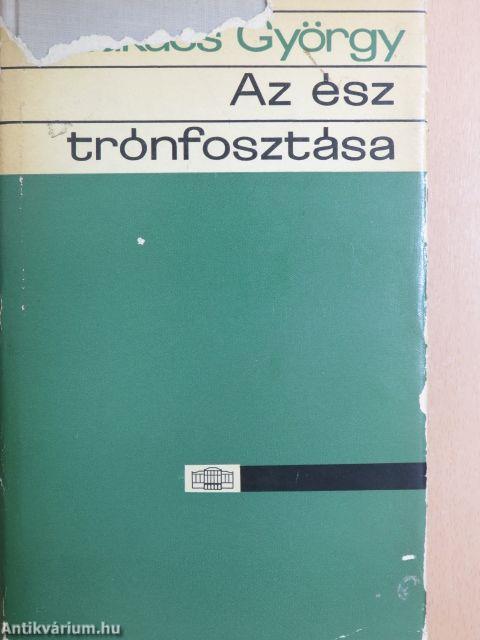 György
Az ész
trónfosztása
Antikvárium.hu